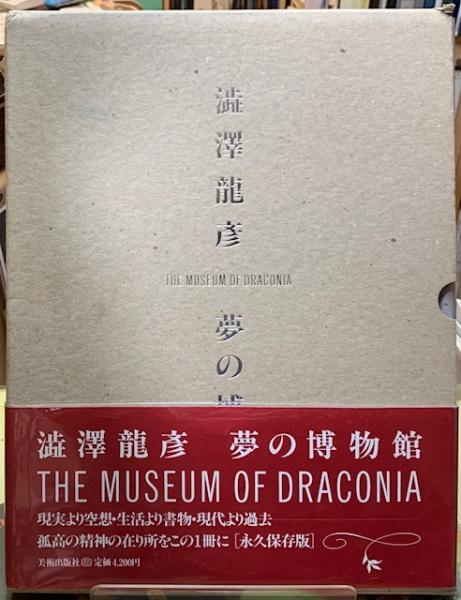 澁澤龍彦
THE MUSEUM OF DRACONIA
夢の博
澁澤龍彦 夢の博物館
THE MUSEUM OF DRACONIA
現実より空想・生活より書物・現代より過去
孤高の精神の在り所をこの1冊に[永久保存版]
美術出版社 定価4,200円